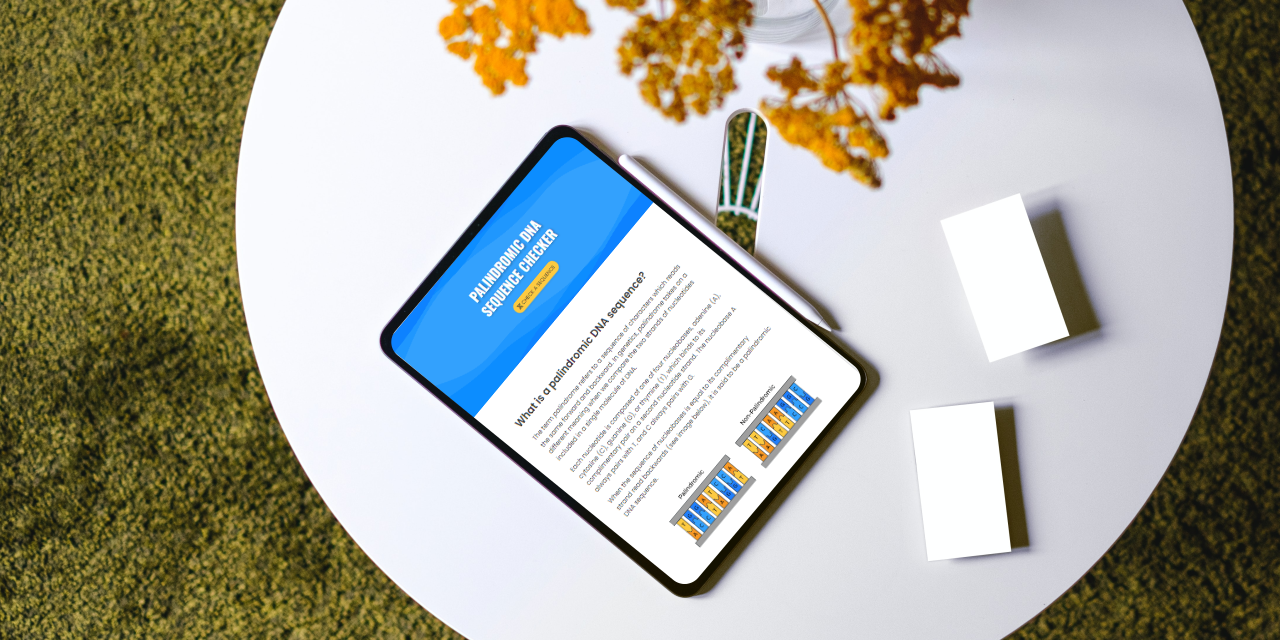 PALINDROMIC DNA
SEQUENCE CHECKER
CHECK A SEQUENCE
What is a palindromic DNA sequence?
The term palindrome refers to a sequence of characters which reads
the same forward and backward. In genetics, palindrome takes on a
different meaning when we compare the two strands of nucleotides
included in a single molecule of DNA.
Each nucleotide is composed of one of four nucleobases, adenine (A),
cytosine (C), guanine (G), or thymine (T), which binds to its
complimentary pair on a second nucleotide strand. The nucleobase A
always pairs with T, and C always pairs with G.
When the sequence of nucleobases is equal to its complimentary
strand read backwards (see image below), it is said to be a palindromic
DNA sequence.
Palindromic
Non-Palindromic